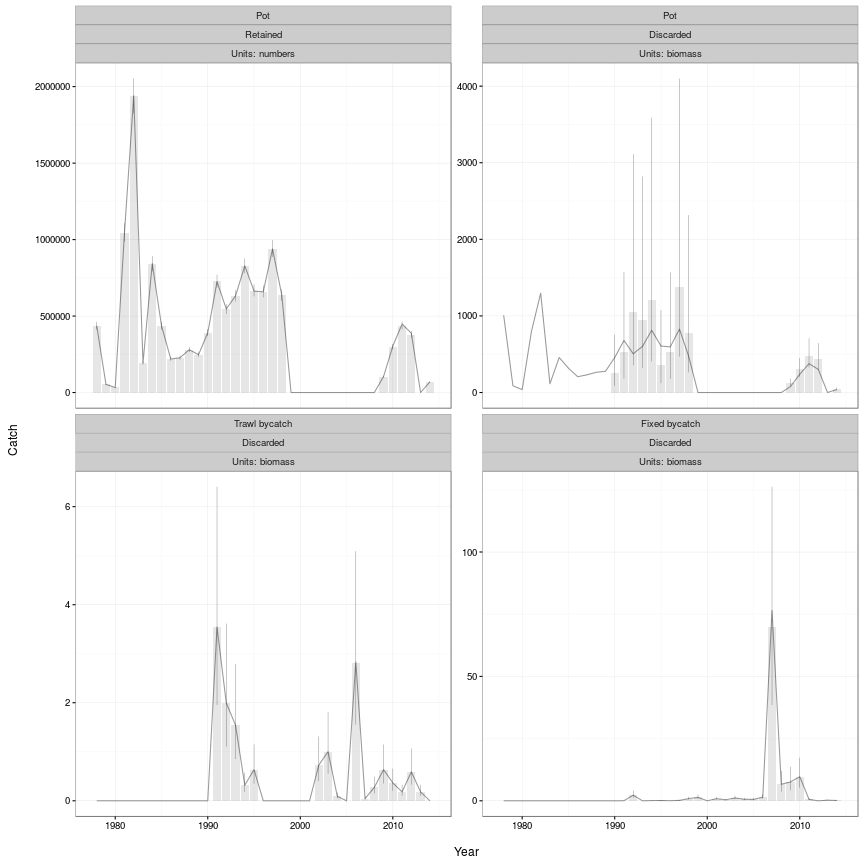 Pot
Retained
Units: numbers
Pot
Discarded
Units: biomass
2000000
1500000
1000000
500000
0
4000
3000
2000
1000
0
Trawl bycatch
Discarded
Units: biomass
Fixed bycatch
Discarded
Units: biomass
6
4
2
0
100
50
0
1980 1990 2000 2010
1980 1990 2000 2010
Catch
Year